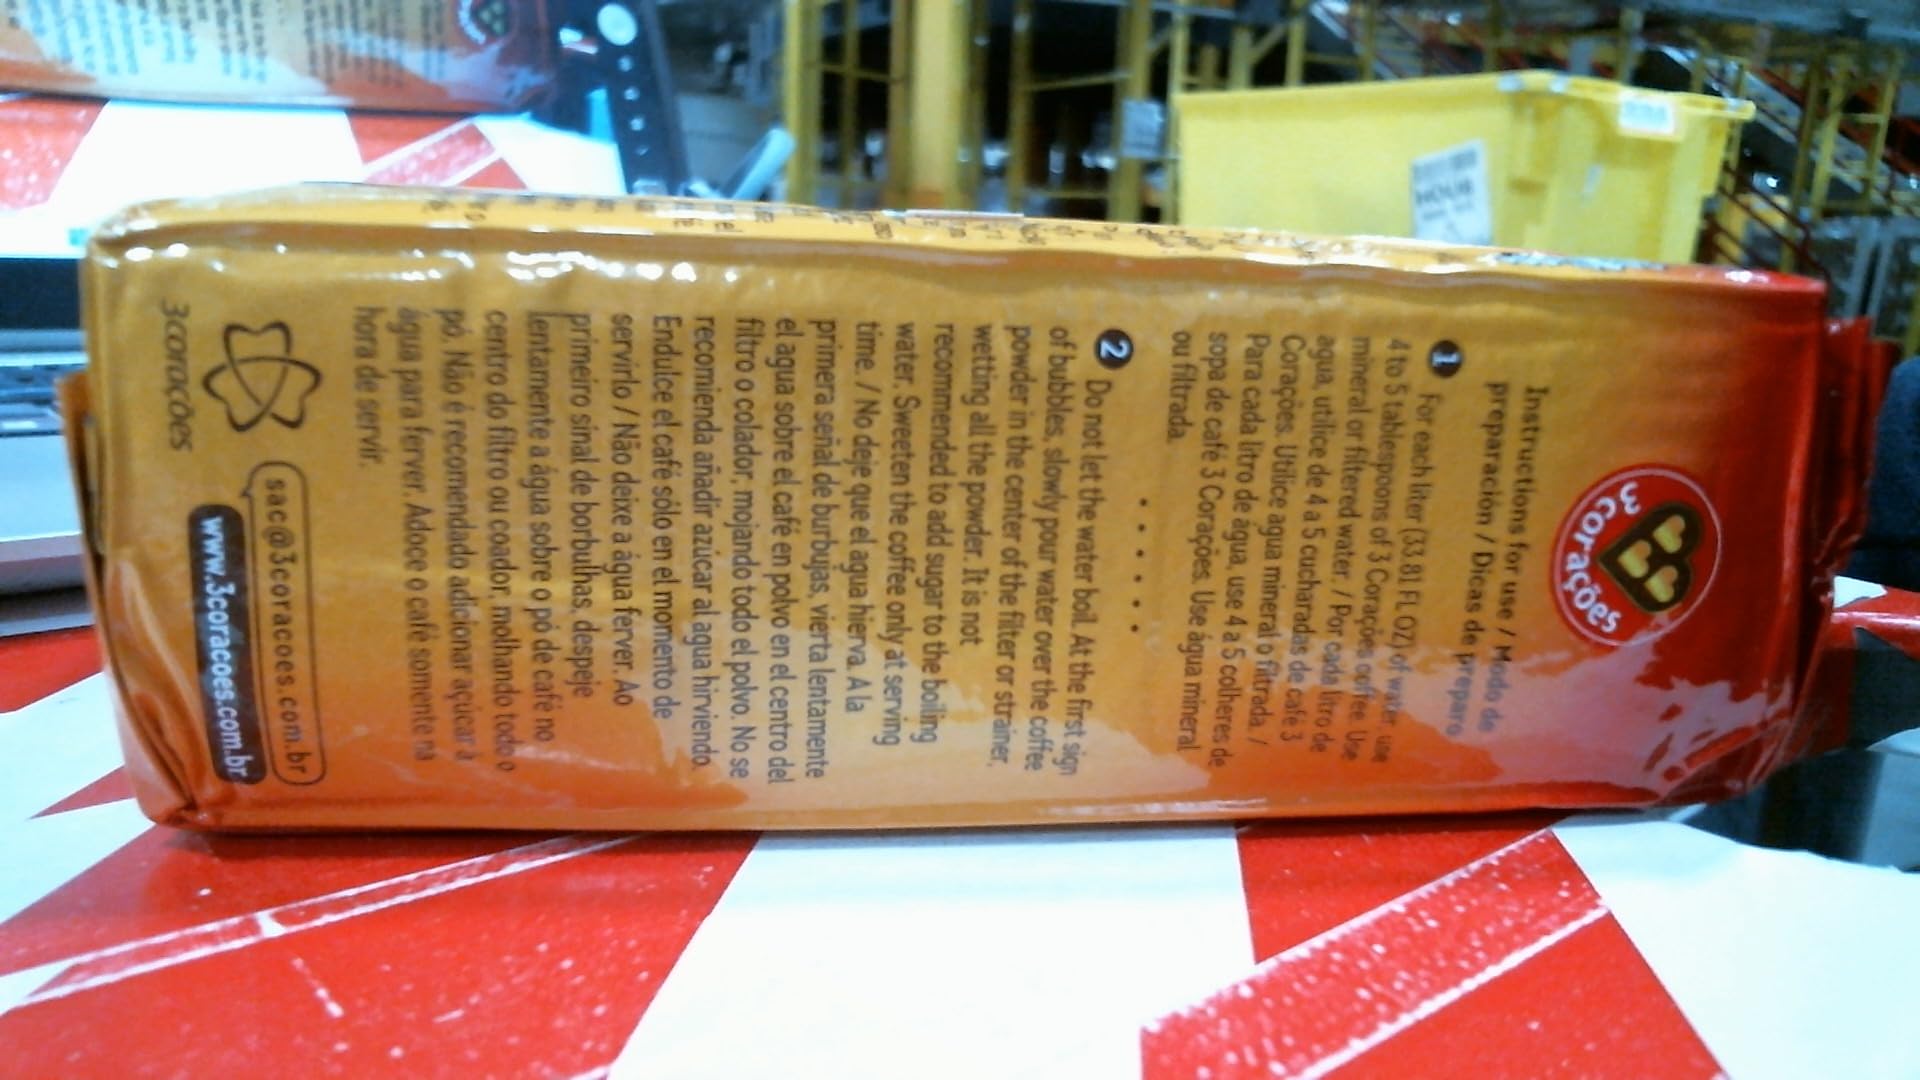 3 corações
Instructions for use / Modo de
preparación / Dicas de preparo
1 For each liter (33.81 FL OZ) of water, use
4 to 5 tablespoons of 3 Corações coffee. Use
mineral or filtered water. / Por cada litro de
agua, utilice de 4 a 5 cucharadas de café 3
Corações. Utilice agua mineral o filtrada. /
Para cada litro de água, use 4 a 5 colheres de
sopa de café 3 Corações. Use água mineral
ou filtrada.
2 Do not let the water boil. At the first sign
of bubbles, slowly pour water over the coffee
powder in the center of the filter or strainer,
wetting all the powder. It is not
recommended to add sugar to the boiling
water. Sweeten the coffee only at serving
time. / No deje que el agua hierva. A la
primera señal de burbujas, vierta lentamente
el agua sobre el café en polvo en el centro del
filtro o colador, mojando todo el polvo. No se
recomienda añadir azúcar al agua hirviendo.
Endulce el café sólo en el momento de
servirlo / Não deixe a água ferver. Ao
primeiro sinal de borbulhas, despeje
lentamente a água sobre o pó de café no
centro do filtro ou coador, molhando todo o
pó. Não é recomendado adicionar açúcar à
água para ferver. Adoce o café somente na
hora de servir.
3corações
sac@3coracoes.com.br
www.3coracoes.com.br